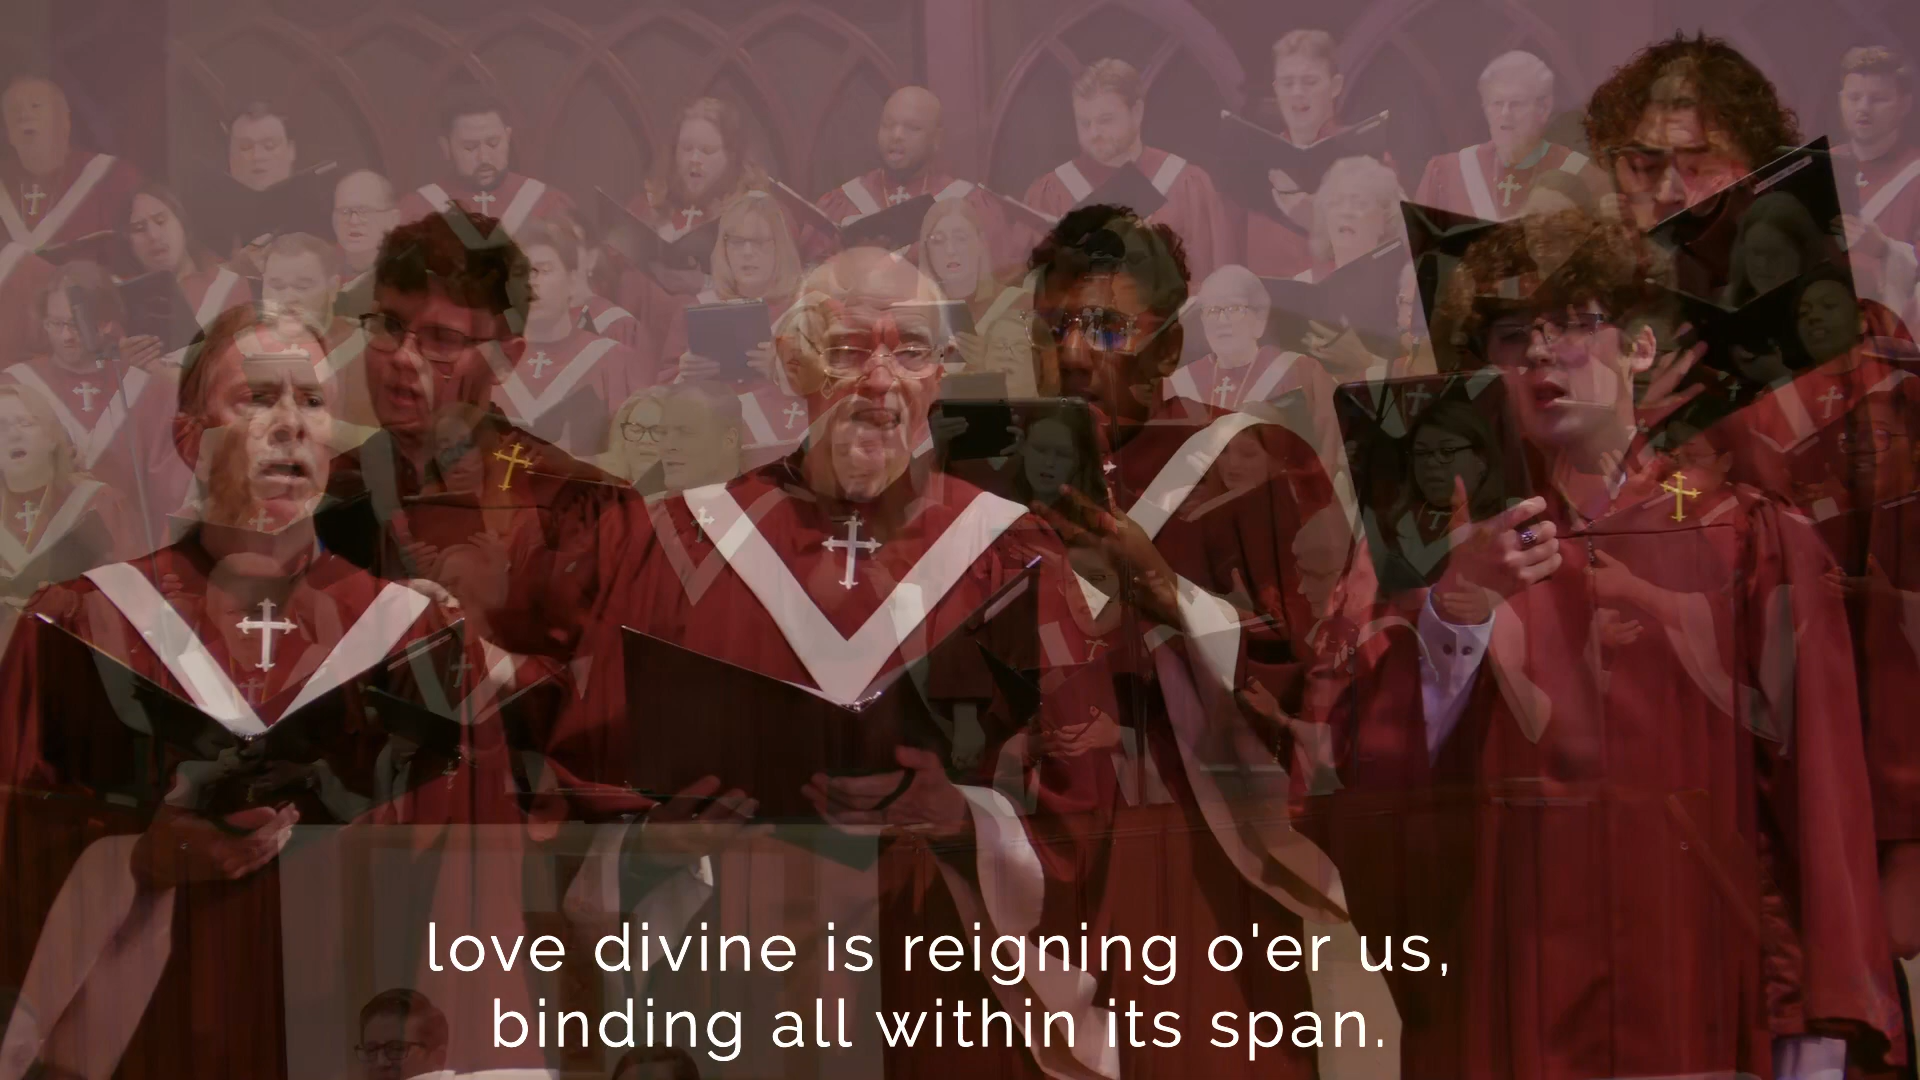 love divine is reigning o'er us,
binding all within its span.